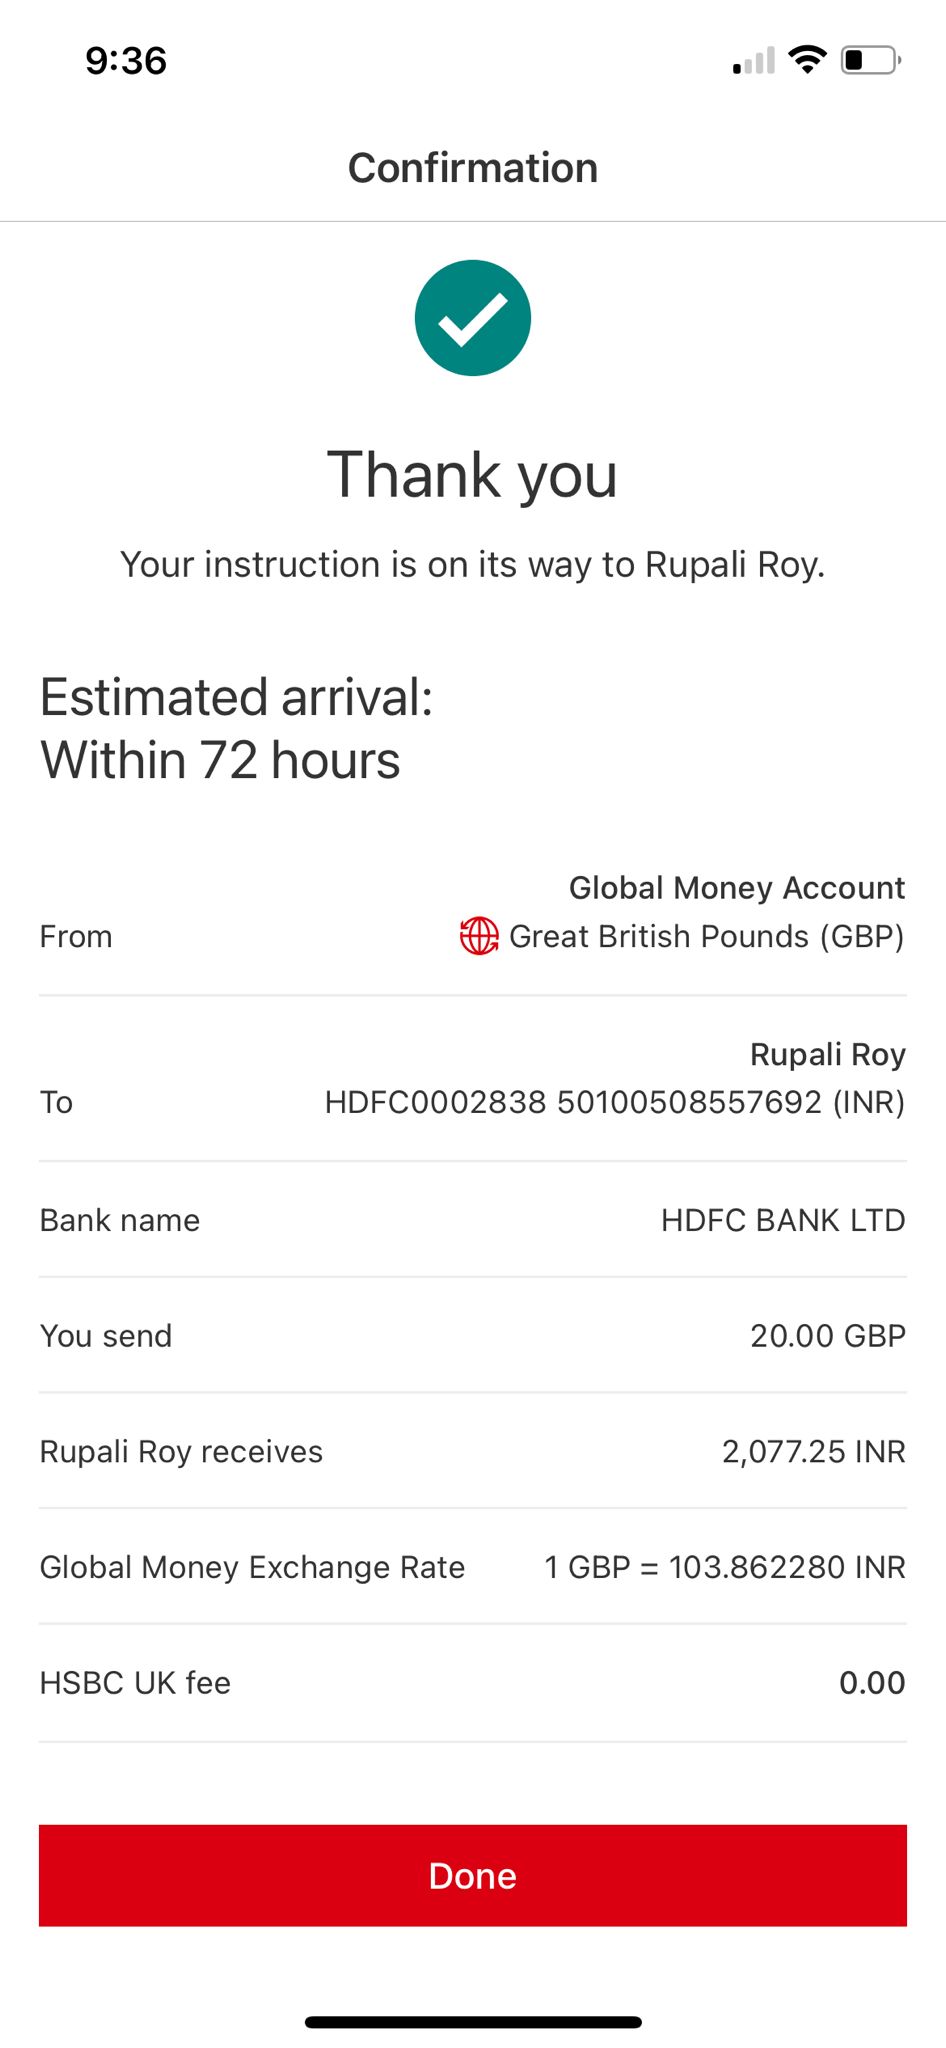 9:36
Confirmation
Thank you
Your instruction is on its way to Rupali Roy.
Estimated arrival:
Within 72 hours
Global Money Account
From Great British Pounds (GBP)
Rupali Roy
To HDFC0002838 50100508557692 (INR)
Bank name HDFC BANK LTD
You send 20.00 GBP
Rupali Roy receives 2,077.25 INR
Global Money Exchange Rate 1 GBP = 103.862280 INR
HSBC UK fee 0.00
Done